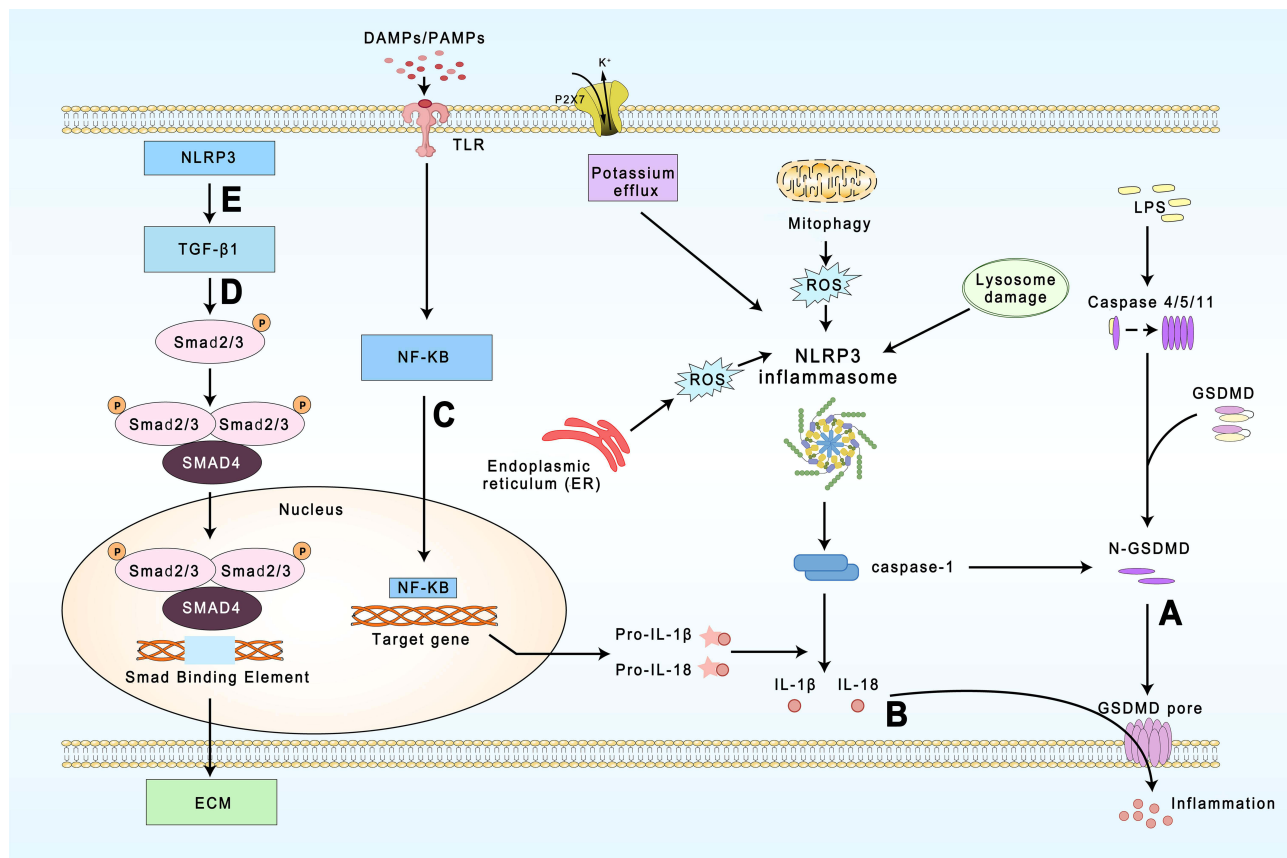 DAMPs/PAMPs
K+
P2X7
TLR
NLRP3
E
TGF-β1
D
P
Smad2/3
P
P
Smad2/3
Smad2/3
SMAD4
Nucleus
P
P
Smad2/3
Smad2/3
SMAD4
Smad Binding Element
ECM
NF-KB
C
NF-KB
Target gene
Potassium
efflux
Mitophagy
ROS
Lysosome
damage
ROS
Endoplasmic
reticulum (ER)
NLRP3
inflammasome
caspase-1
Pro-IL-1β
Pro-IL-18
IL-1β
IL-18
B
LPS
Caspase 4/5/11
GSDMD
N-GSDMD
A
GSDMD pore
Inflammation